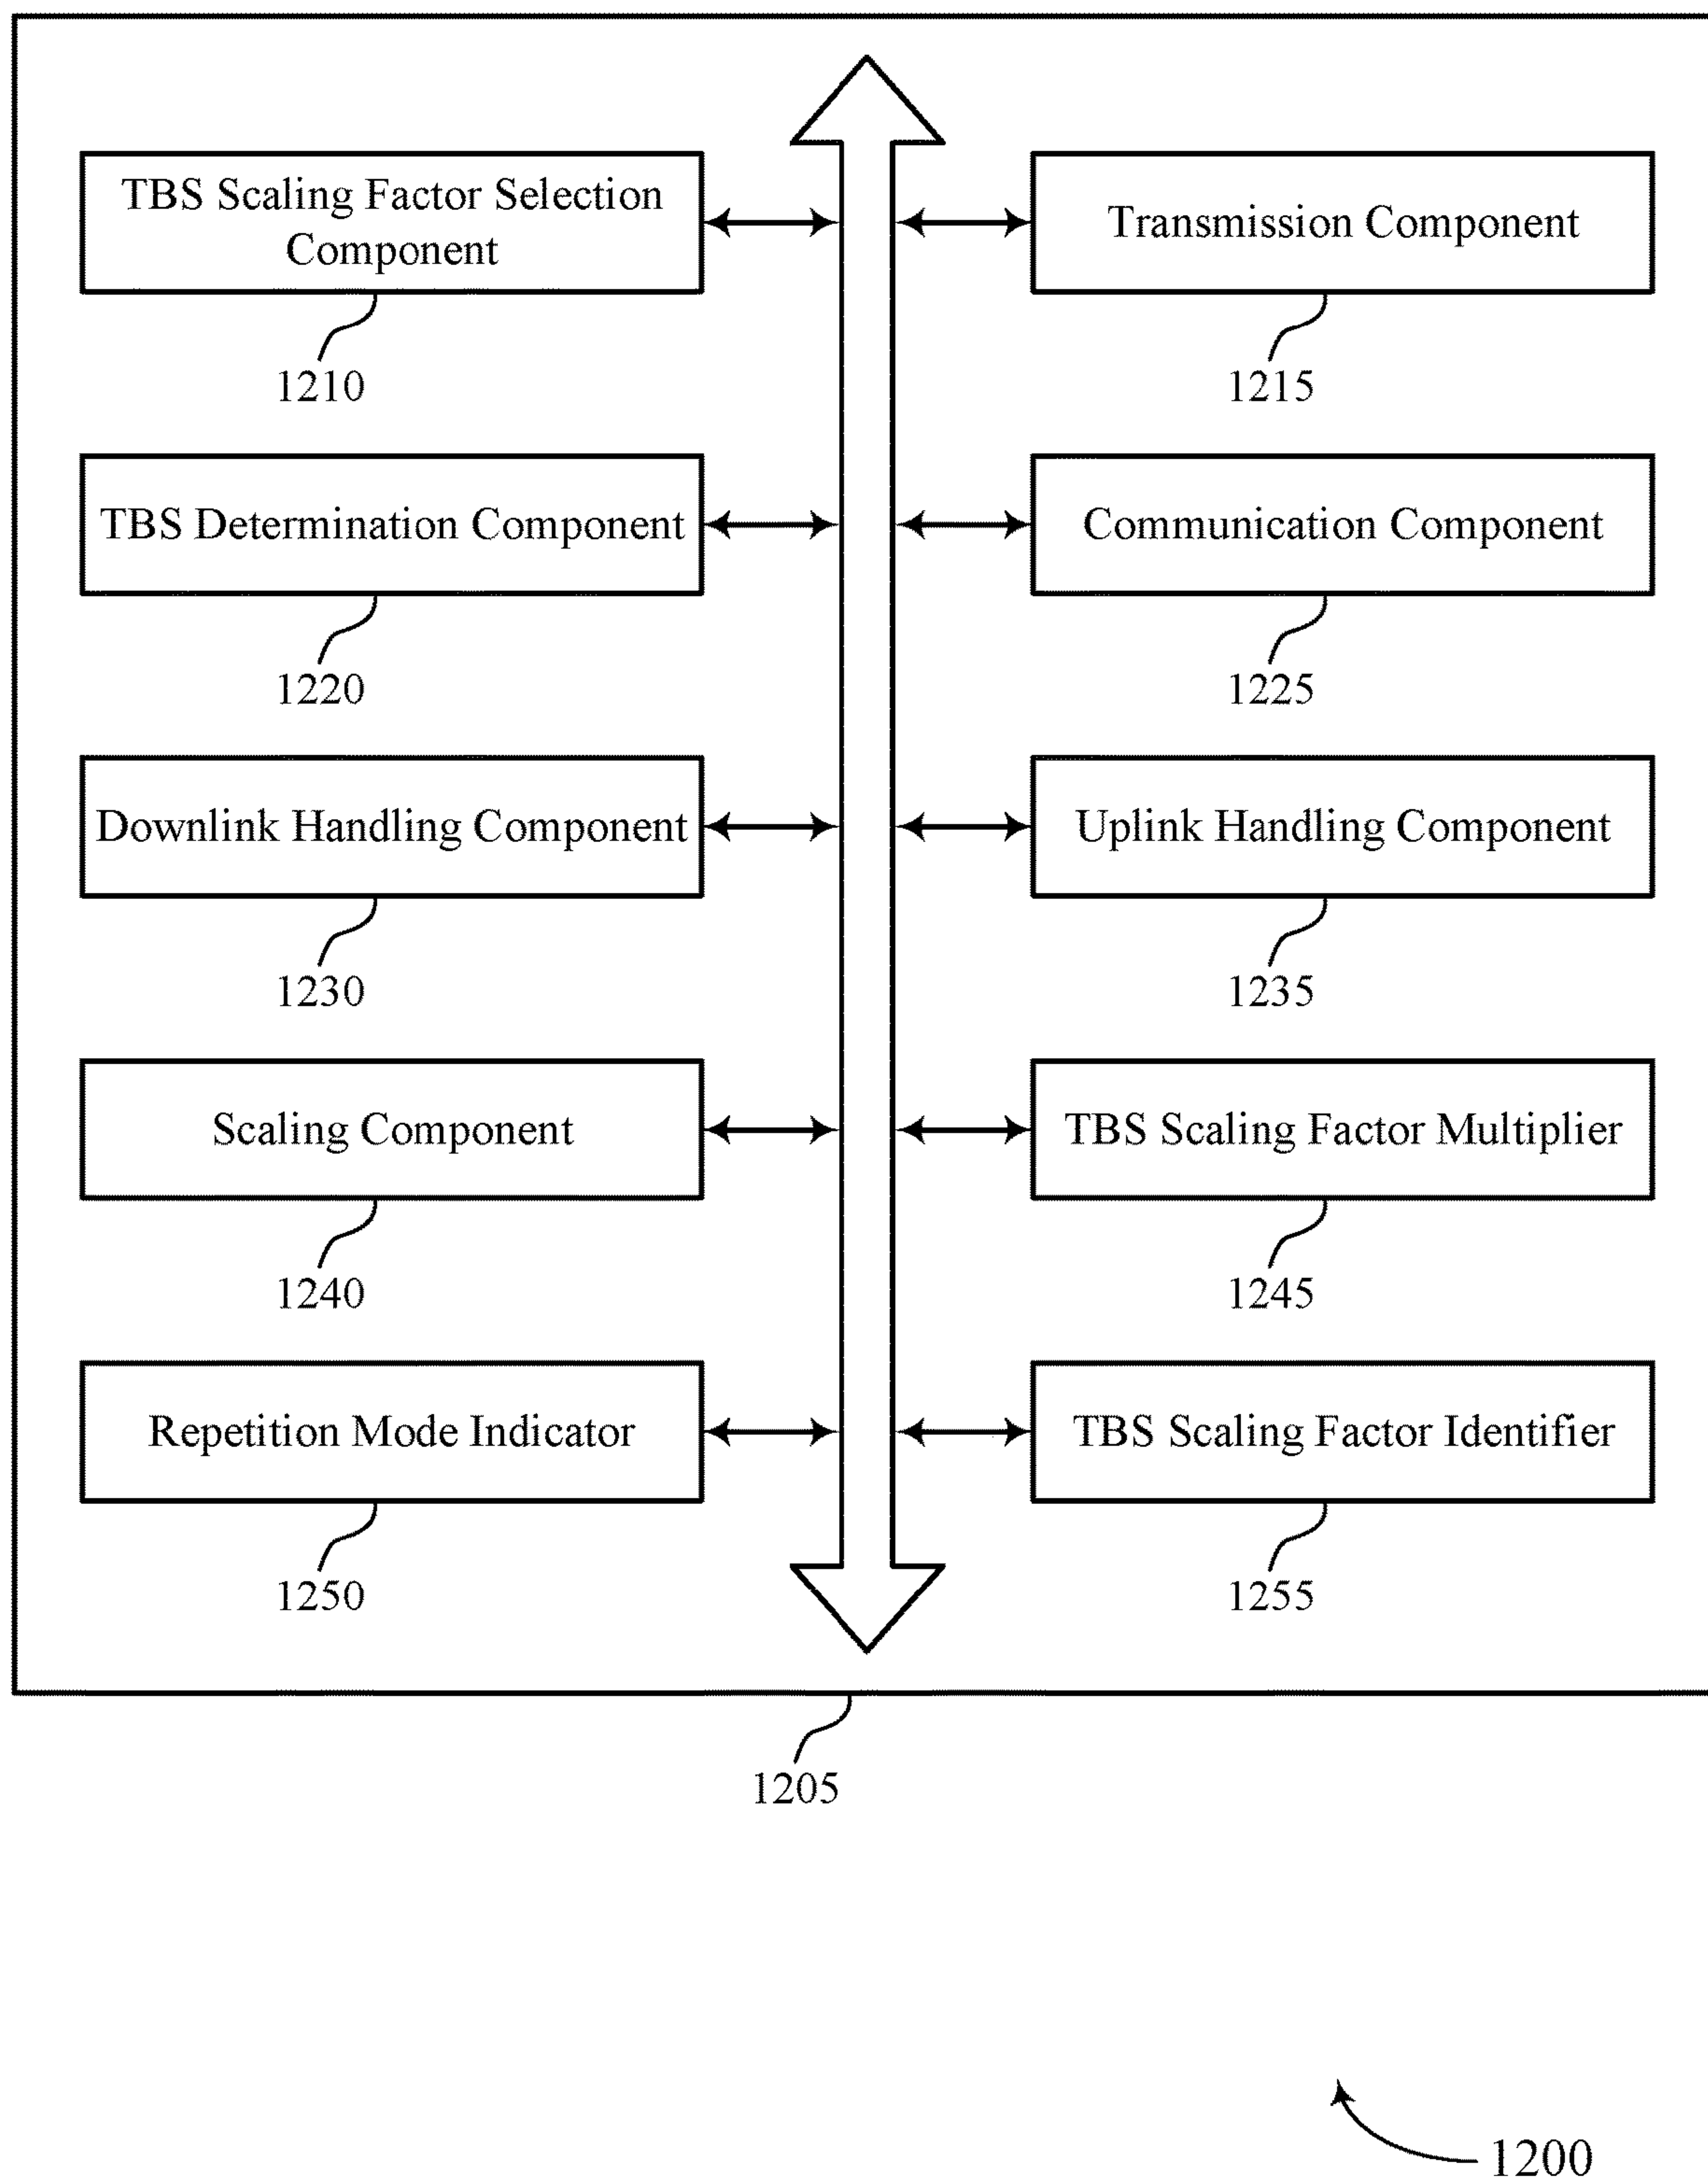 TBS Scaling Factor Selection
Component
1210
Transmission Component
1215
TBS Determination Component
1220
Communication Component
1225
Downlink Handling Component
1230
Uplink Handling Component
1235
Scaling Component
1240
TBS Scaling Factor Multiplier
1245
Repetition Mode Indicator
1250
TBS Scaling Factor Identifier
1255
1205
1200